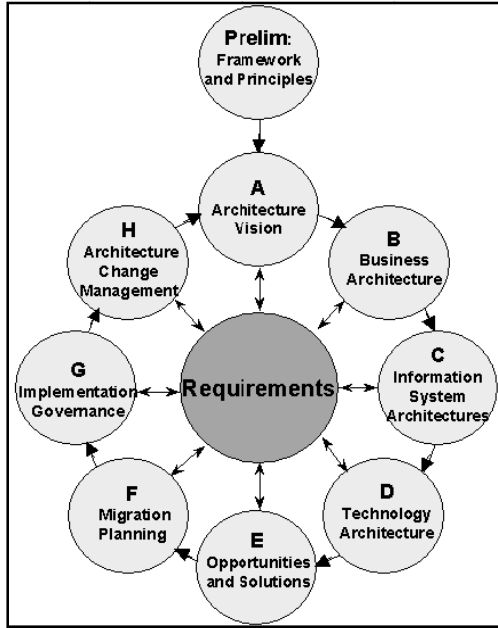 Prelim:
Framework
and Principles
A
Architecture
Vision
B
Business
Architecture
C
Information
System
Architectures
D
Technology
Architecture
E
Opportunities
and Solutions
F
Migration
Planning
G
Implementation
Governance
H
Architecture
Change
Management
Requirements